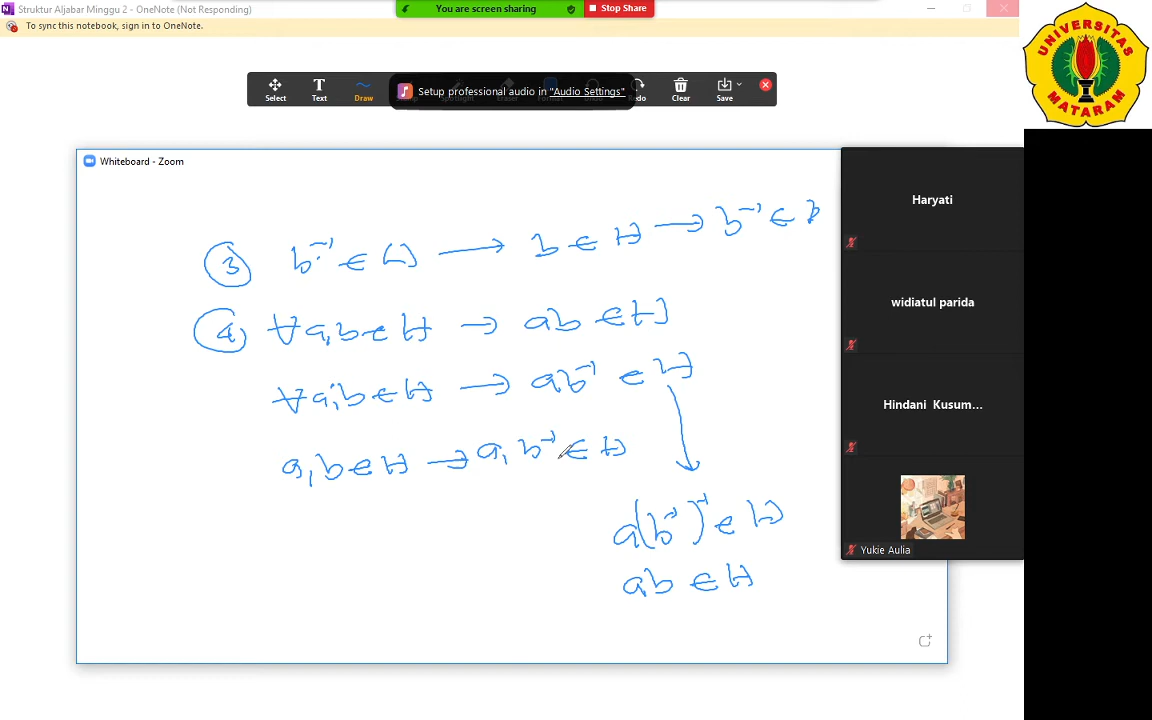 Struktur Aljabar Minggu 2 - OneNote (Not Responding)
You are screen sharing
Stop Share
To sync this notebook, sign in to OneNote.
UNIVERSITAS
MATARAM
Select
Text
Draw
Setup professional audio in "Audio Settings"
Redo
Clear
Save
Whiteboard - Zoom
③ b⁻¹ ∈ H → b ∈ H → b⁻¹ ∈
④ ∀a,b ∈ H → ab ∈ H
∀a,b ∈ H → ab⁻¹ ∈ H
a,b ∈ H → a, b⁻¹ ∈ H
a(b⁻¹)⁻¹ ∈ H
ab ∈ H
Haryati
widiatul parida
Hindani Kusum...
Yukie Aulia